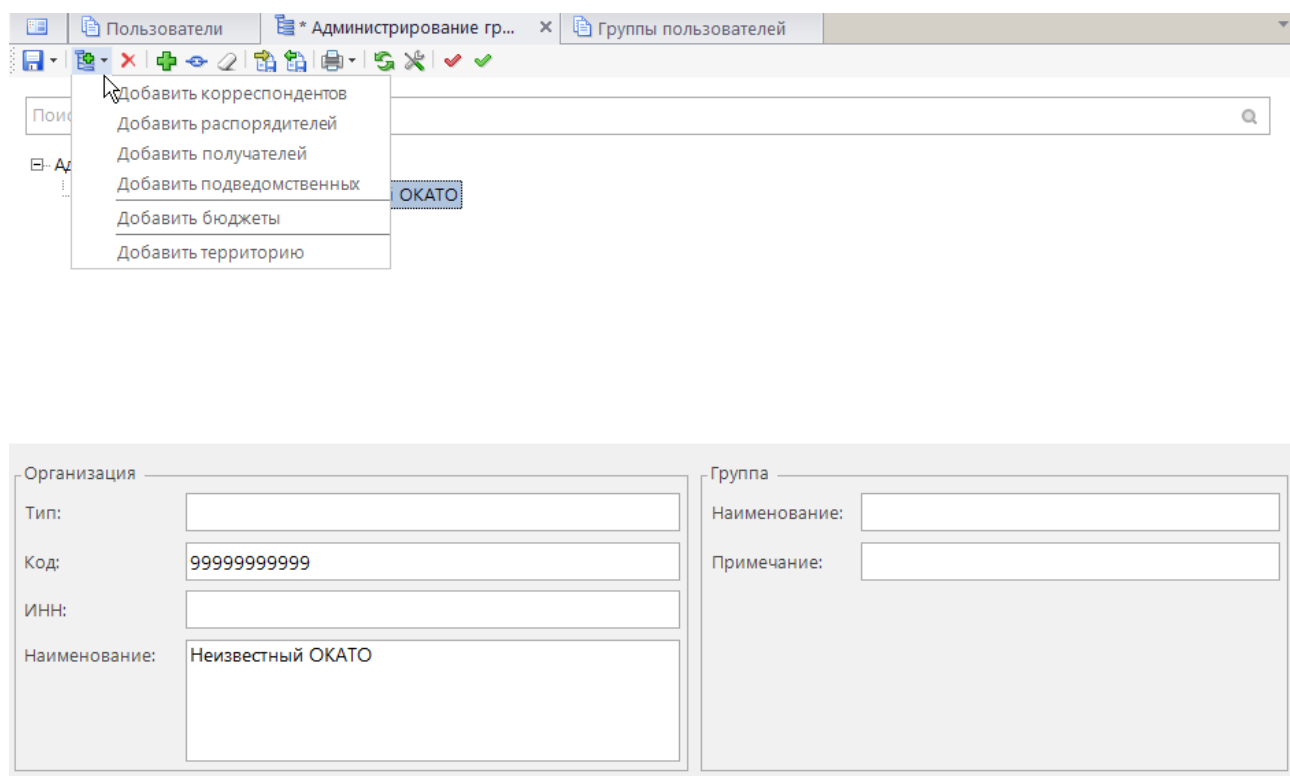 Пользователи
* Администрирование гр...
Группы пользователей
Добавить корреспондентов
Добавить распорядителей
Добавить получателей
Добавить подведомственных
ОКАТО
Добавить бюджеты
Добавить территорию
Организация
Тип:
Код: 99999999999
ИНН:
Наименование: Неизвестный ОКАТО
Группа
Наименование:
Примечание: